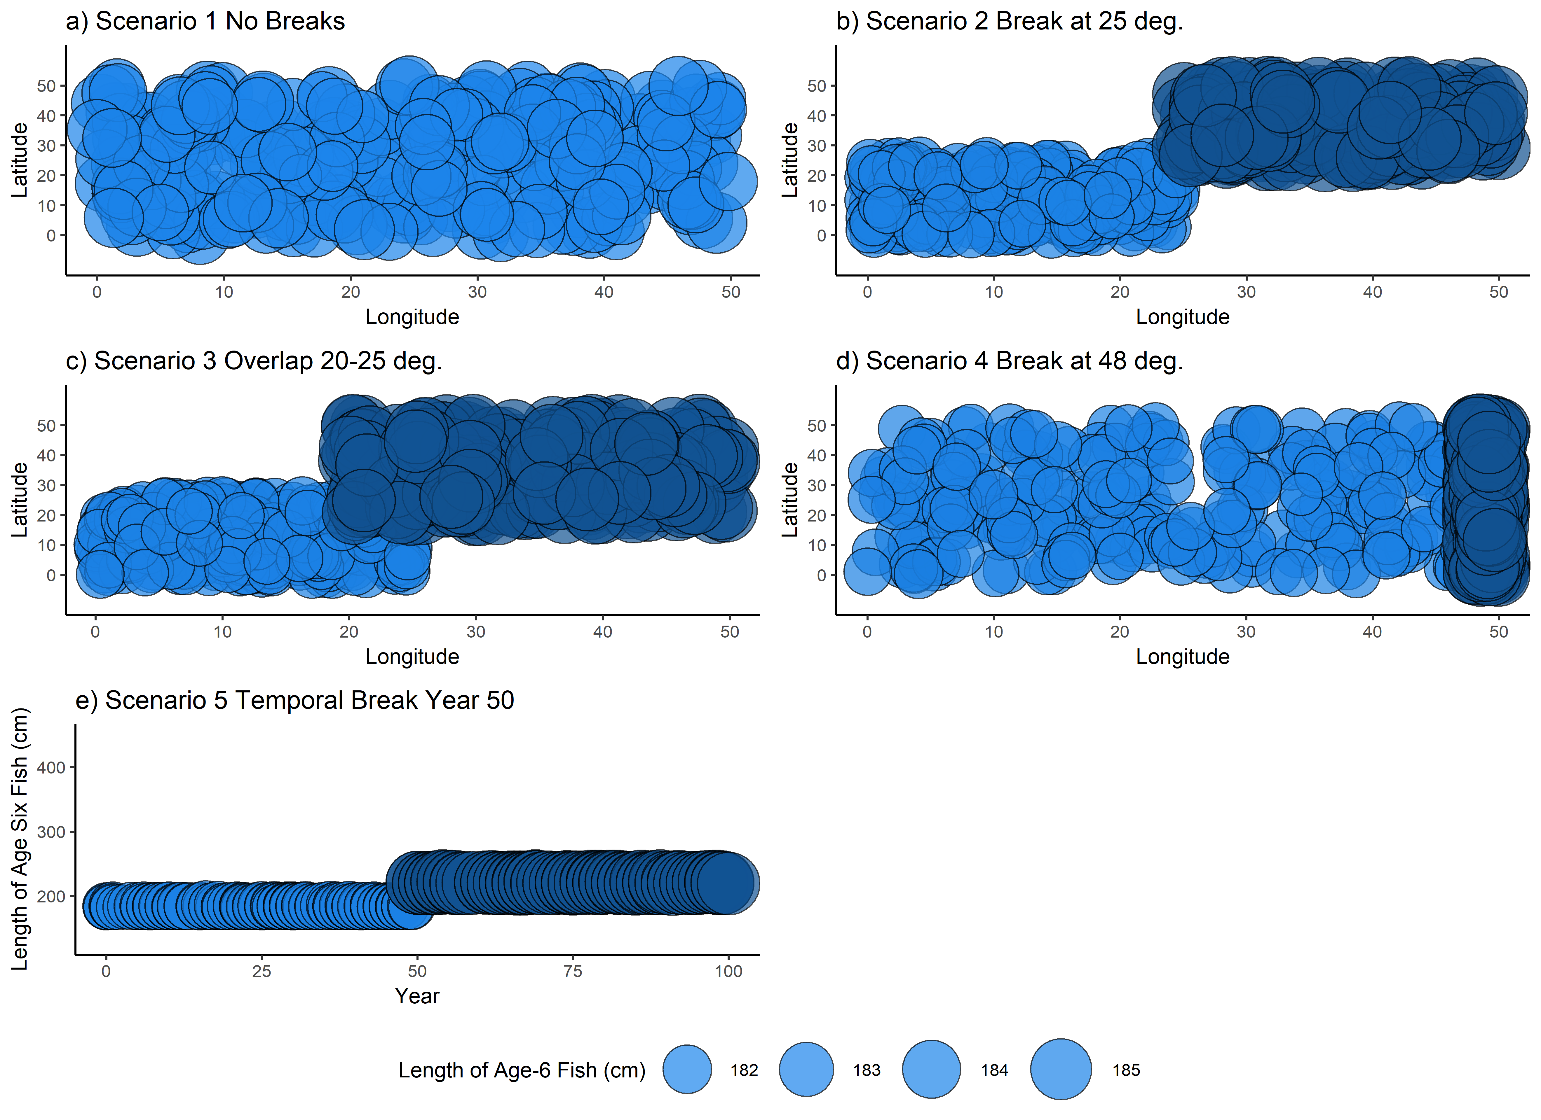 a) Scenario 1 No Breaks
Latitude
50
40
30
20
10
0
0 10 20 30 40 50
Longitude
b) Scenario 2 Break at 25 deg.
Latitude
50
40
30
20
10
0
0 10 20 30 40 50
Longitude
c) Scenario 3 Overlap 20-25 deg.
Latitude
50
40
30
20
10
0
0 10 20 30 40 50
Longitude
d) Scenario 4 Break at 48 deg.
Latitude
50
40
30
20
10
0
0 10 20 30 40 50
Longitude
e) Scenario 5 Temporal Break Year 50
Length of Age Six Fish (cm)
400
300
200
0 25 50 75 100
Year
Length of Age-6 Fish (cm) 182 183 184 185